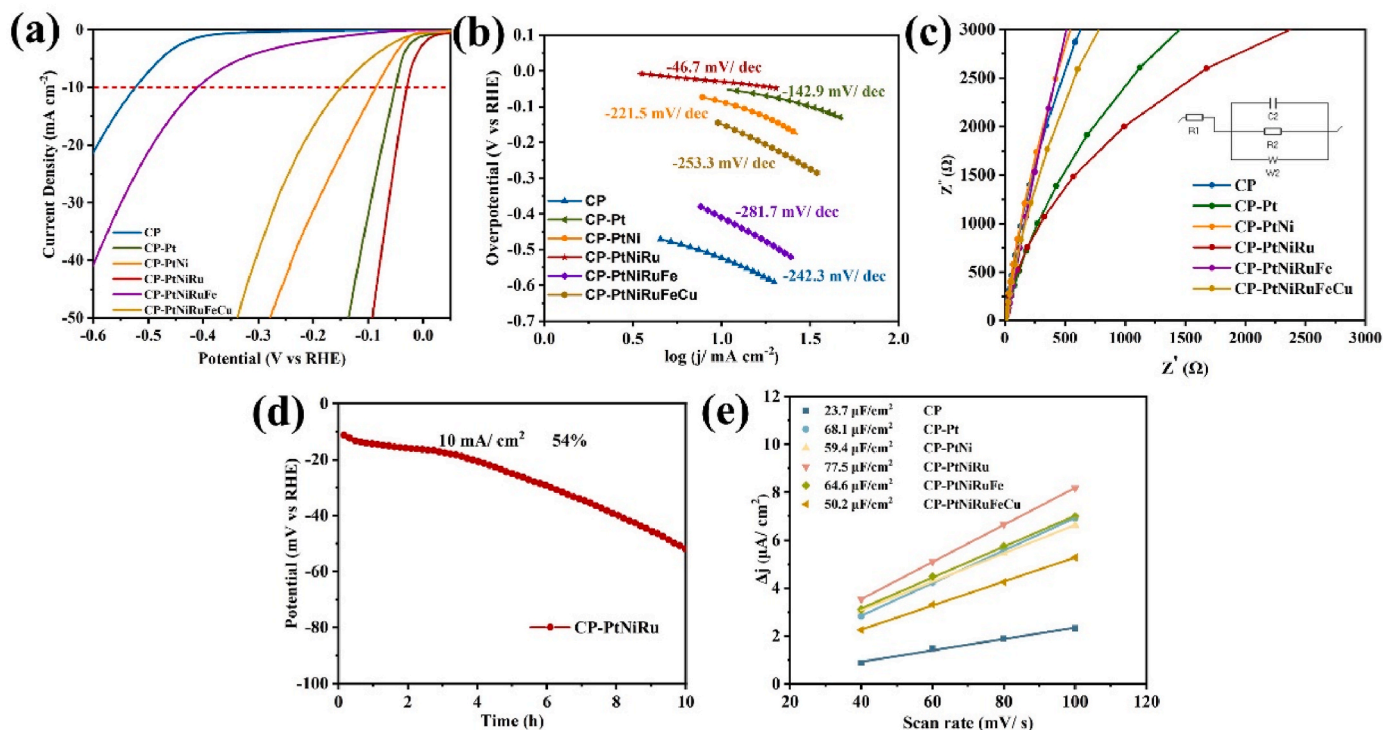 (a)
0
-10
-20
-30
-40
-50
Current Density (mA cm⁻²)
CP
CP-Pt
CP-PtNi
CP-PtNiRu
CP-PtNiRuFe
CP-PtNiRuFeCu
-0.6 -0.5 -0.4 -0.3 -0.2 -0.1 0.0
Potential (V vs RHE)
(b)
0.1
0.0
-0.1
-0.2
-0.3
-0.4
-0.5
-0.6
-0.7
Overpotential (V vs RHE)
-46.7 mV/ dec
-142.9 mV/ dec
-221.5 mV/ dec
-253.3 mV/ dec
-281.7 mV/ dec
-242.3 mV/ dec
CP
CP-Pt
CP-PtNi
CP-PtNiRu
CP-PtNiRuFe
CP-PtNiRuFeCu
0.0 0.5 1.0 1.5 2.0
log (j/ mA cm⁻²)
(c)
3000
2500
2000
1500
1000
500
0
Z'' (Ω)
R1
C2
R2
W
W2
CP
CP-Pt
CP-PtNi
CP-PtNiRu
CP-PtNiRuFe
CP-PtNiRuFeCu
0 500 1000 1500 2000 2500 3000
Z' (Ω)
(d)
0
-20
-40
-60
-80
-100
Potential (mV vs RHE)
10 mA/ cm² 54%
CP-PtNiRu
0 2 4 6 8 10
Time (h)
(e)
12
10
8
6
4
2
0
Δj (μA/ cm²)
23.7 μF/cm² CP
68.1 μF/cm² CP-Pt
59.4 μF/cm² CP-PtNi
77.5 μF/cm² CP-PtNiRu
64.6 μF/cm² CP-PtNiRuFe
50.2 μF/cm² CP-PtNiRuFeCu
20 40 60 80 100 120
Scan rate (mV/ s)